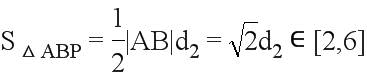 S △ ABP = 1/2|AB|d₂ = √2d₂ ∈ [2,6]